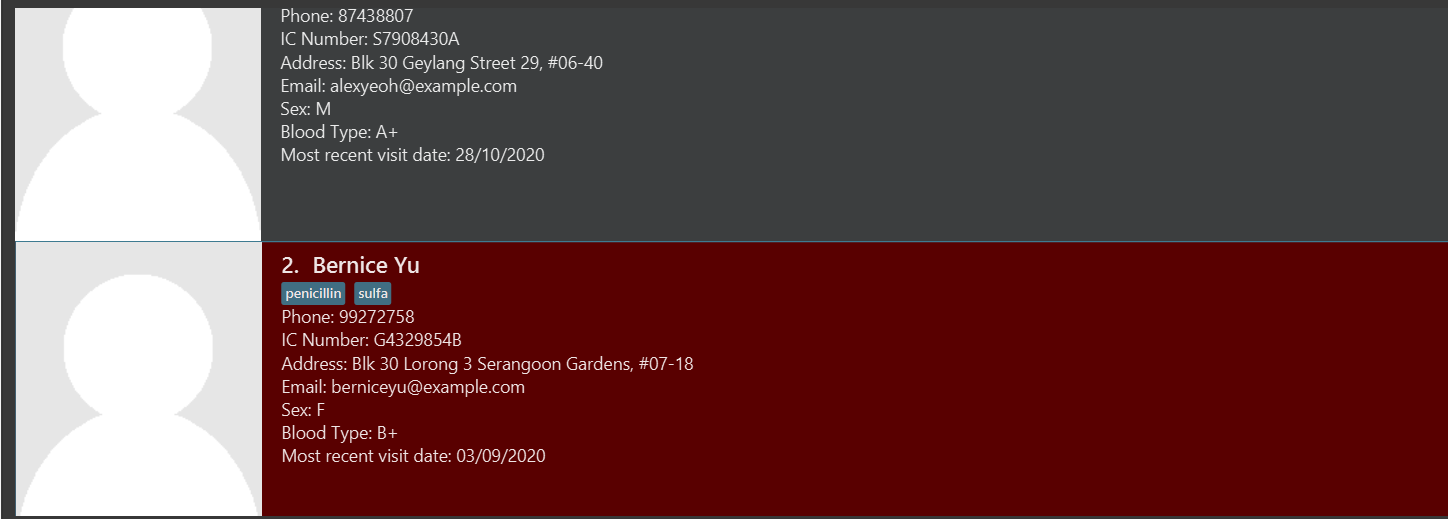 Phone: 87438807
IC Number: S7908430A
Address: Blk 30 Geylang Street 29, #06-40
Email: alexyeoh@example.com
Sex: M
Blood Type: A+
Most recent visit date: 28/10/2020
2. Bernice Yu
penicillin sulfa
Phone: 99272758
IC Number: G4329854B
Address: Blk 30 Lorong 3 Serangoon Gardens, #07-18
Email: berniceyu@example.com
Sex: F
Blood Type: B+
Most recent visit date: 03/09/2020